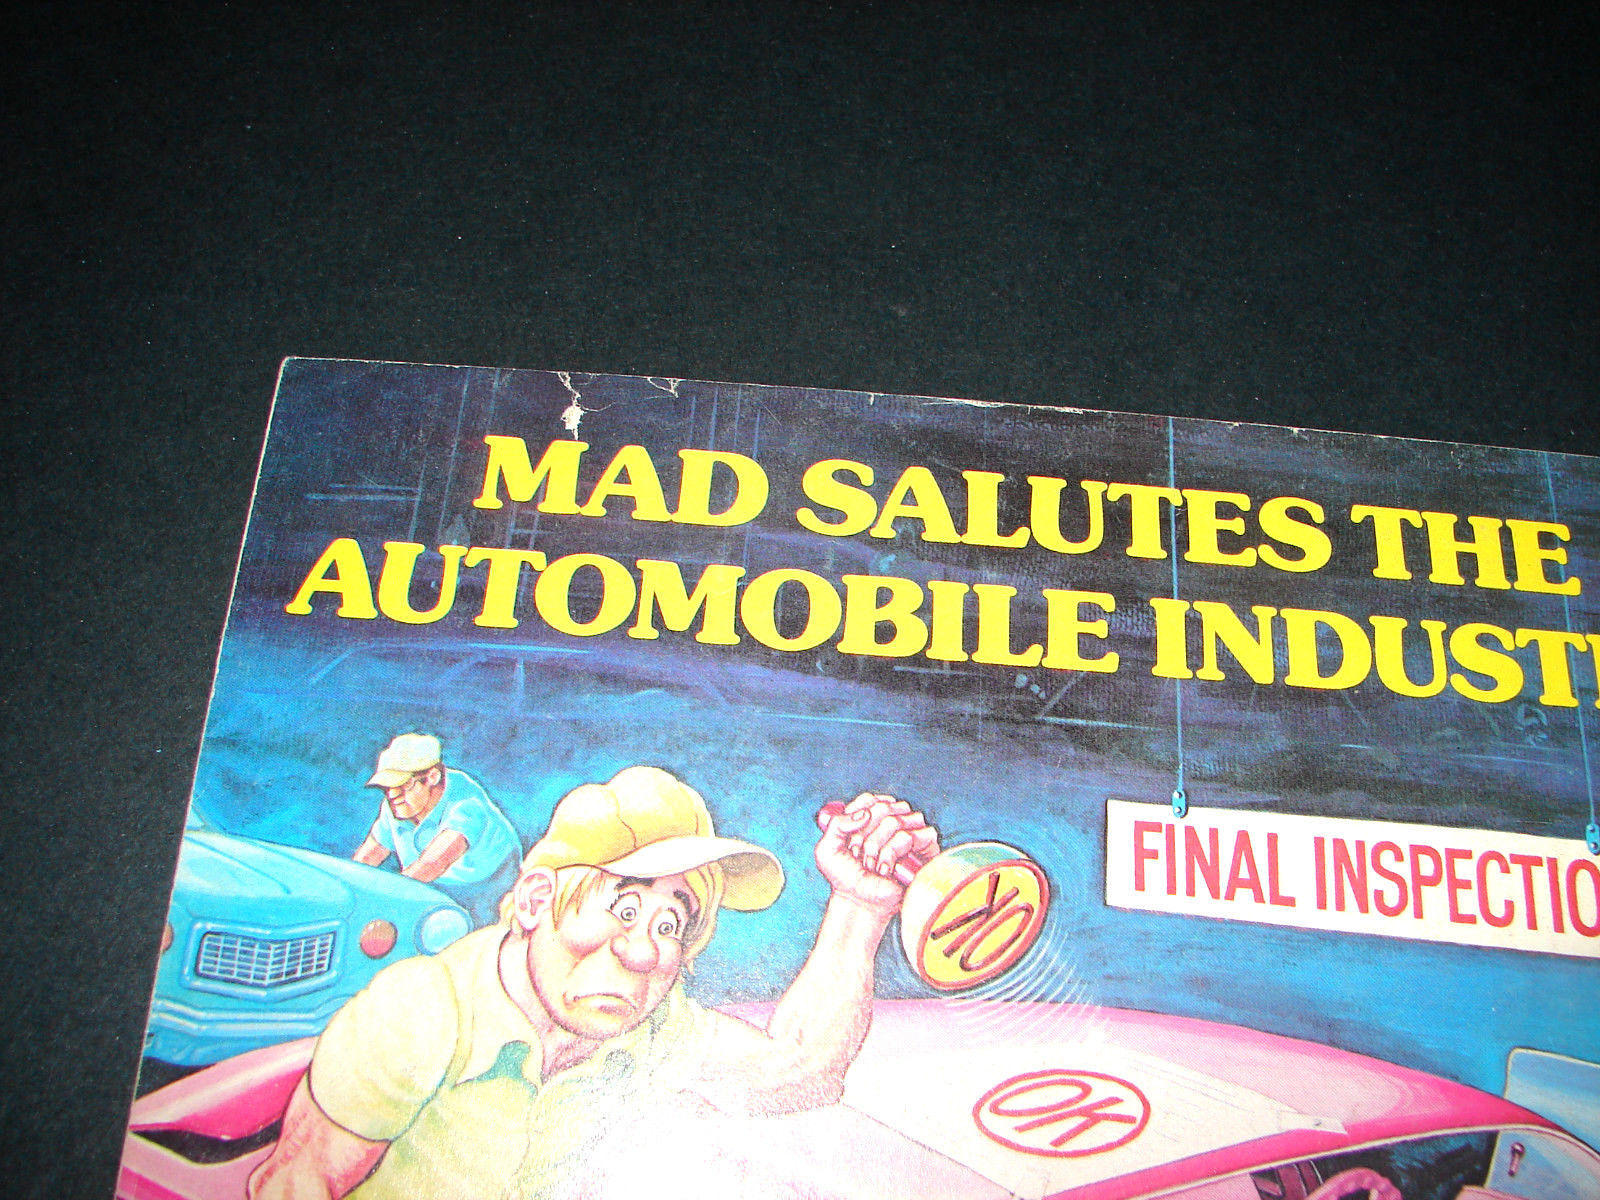 MAD SALUTES THE
AUTOMOBILE INDUST
FINAL INSPECTIO
OK
OK